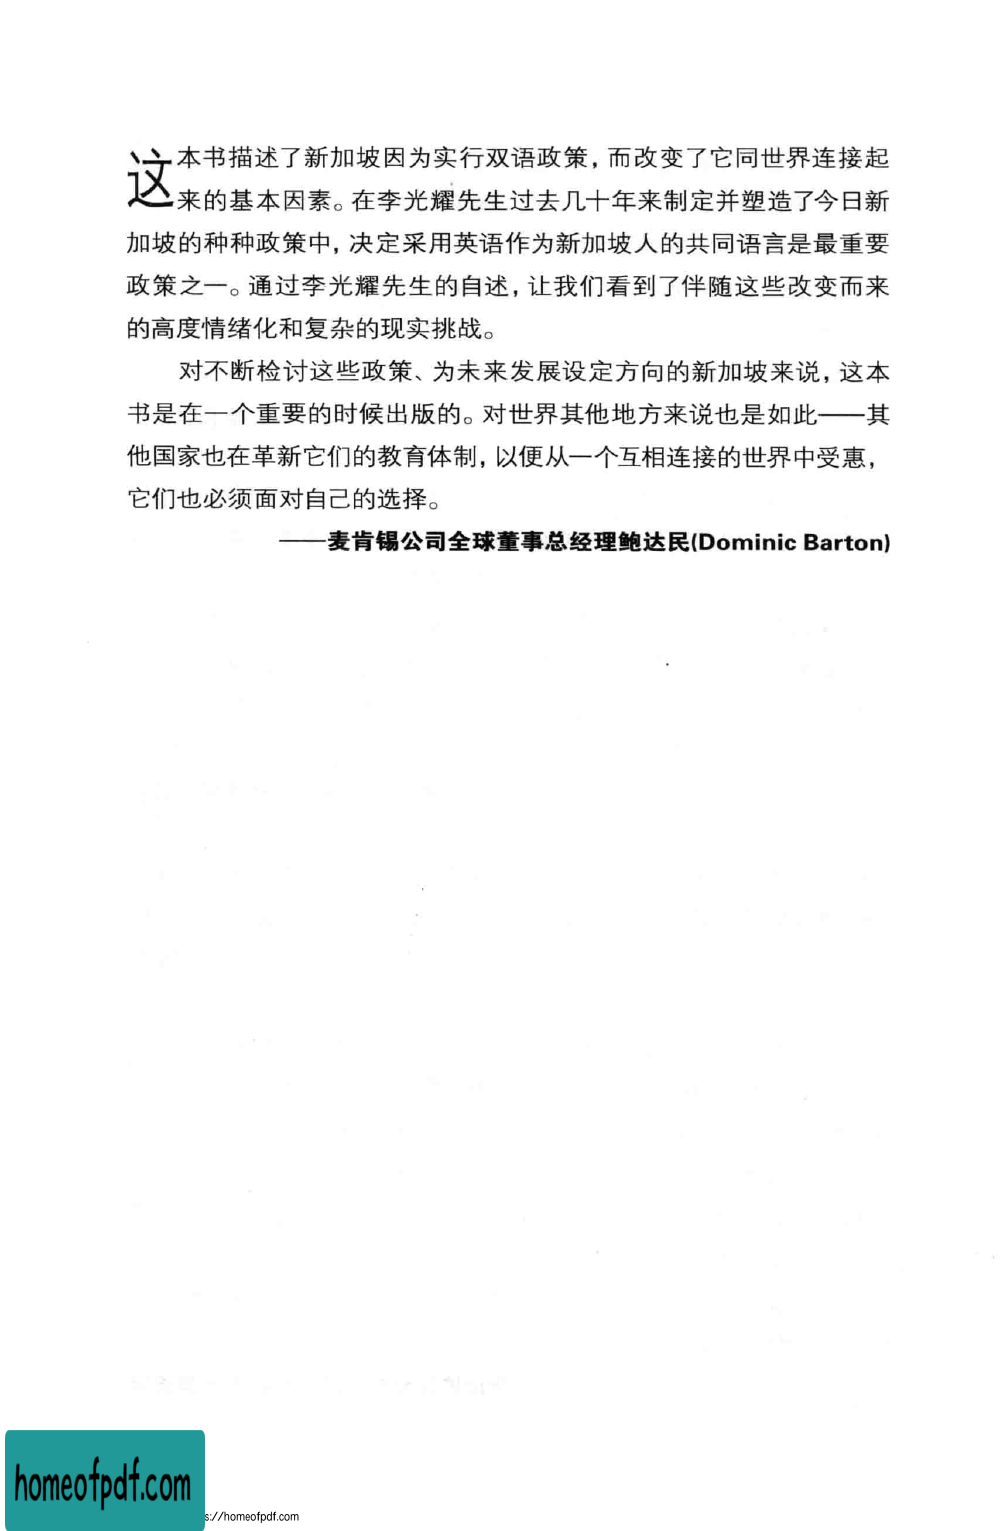 这本书描述了新加坡因为实行双语政策，而改变了它同世界连接起
来的基本因素。在李光耀先生过去几十年来制定并塑造了今日新
加坡的种种政策中，决定采用英语作为新加坡人的共同语言是最重要
政策之一。通过李光耀先生的自述，让我们看到了伴随这些改变而来
的高度情绪化和复杂的现实挑战。
对不断检讨这些政策、为未来发展设定方向的新加坡来说，这本
书是在一个重要的时候出版的。对世界其他地方来说也是如此——其
他国家也在革新它们的教育体制，以便从一个互相连接的世界中受惠，
它们也必须面对自己的选择。
——麦肯锡公司全球董事总经理鲍达民(Dominic Barton)
homeofpdf.com
s://homeofpdf.com